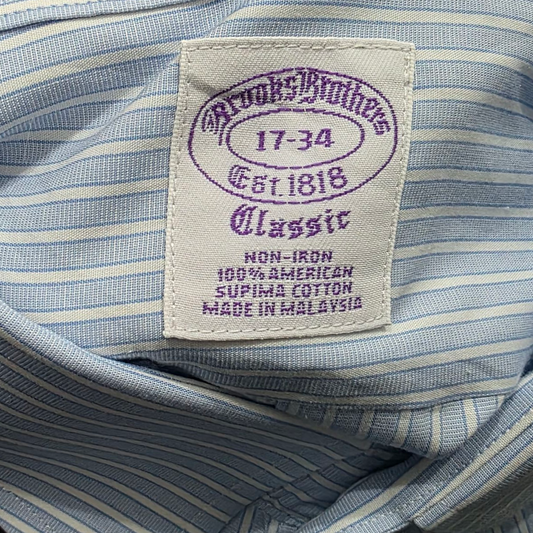 Brooks Brothers
17-34
Est. 1818
Classic
NON-IRON
100% AMERICAN
SUPIMA COTTON
MADE IN MALAYSIA